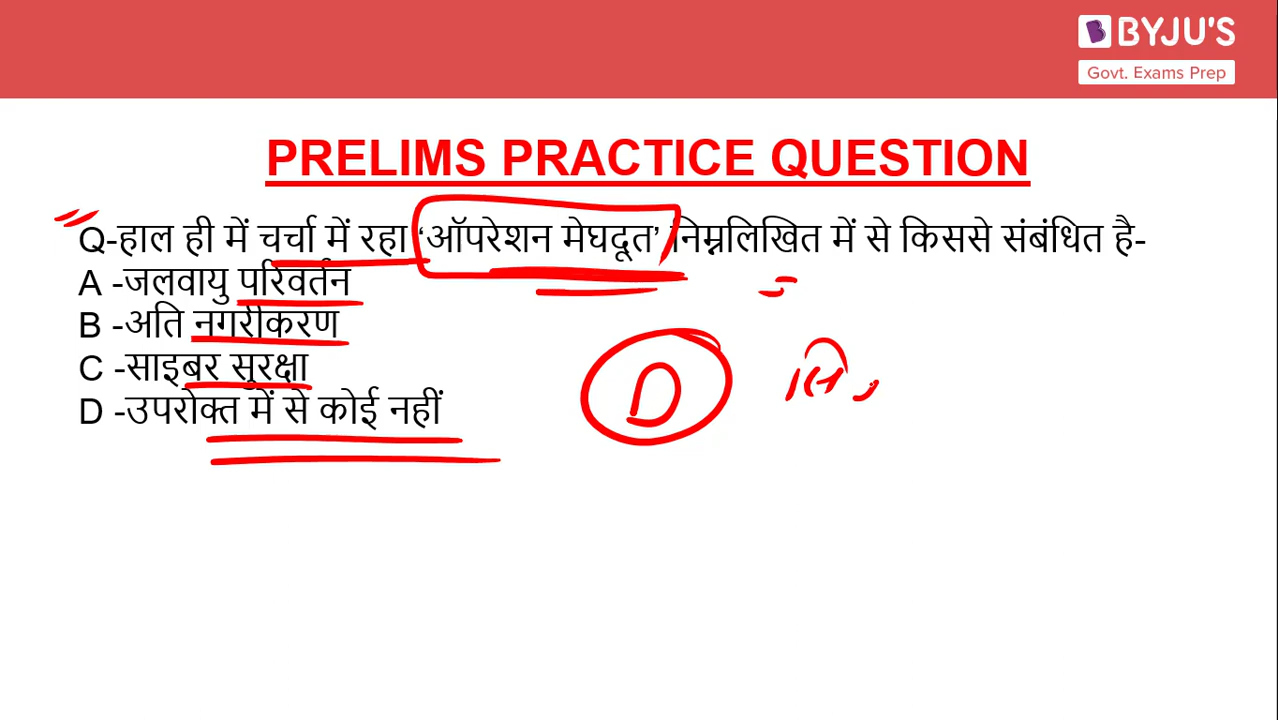 BYJU'S
Govt. Exams Prep
PRELIMS PRACTICE QUESTION
Q-हाल ही में चर्चा में रहा ‘ऑपरेशन मेघदूत’ निम्नलिखित में से किससे संबंधित है-
A -जलवायु परिवर्तन
B -अति नगरीकरण
C -साइबर सुरक्षा
D -उपरोक्त में से कोई नहीं
D